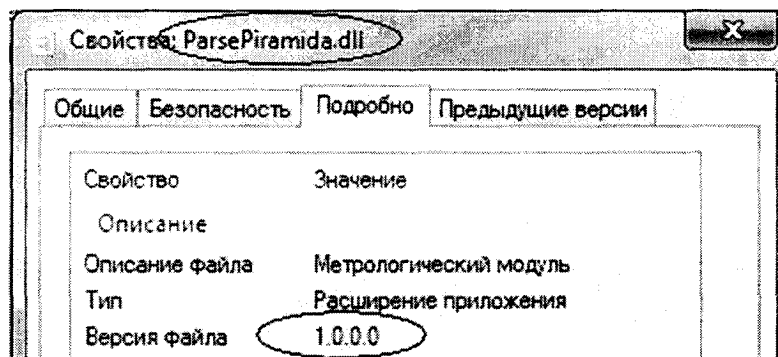 Свойства: ParsePiramida.dll
Общие Безопасность Подробно Предыдущие версии
Свойство Значение
Описание
Описание файла Метрологический модуль
Тип Расширение приложения
Версия файла 1.0.0.0